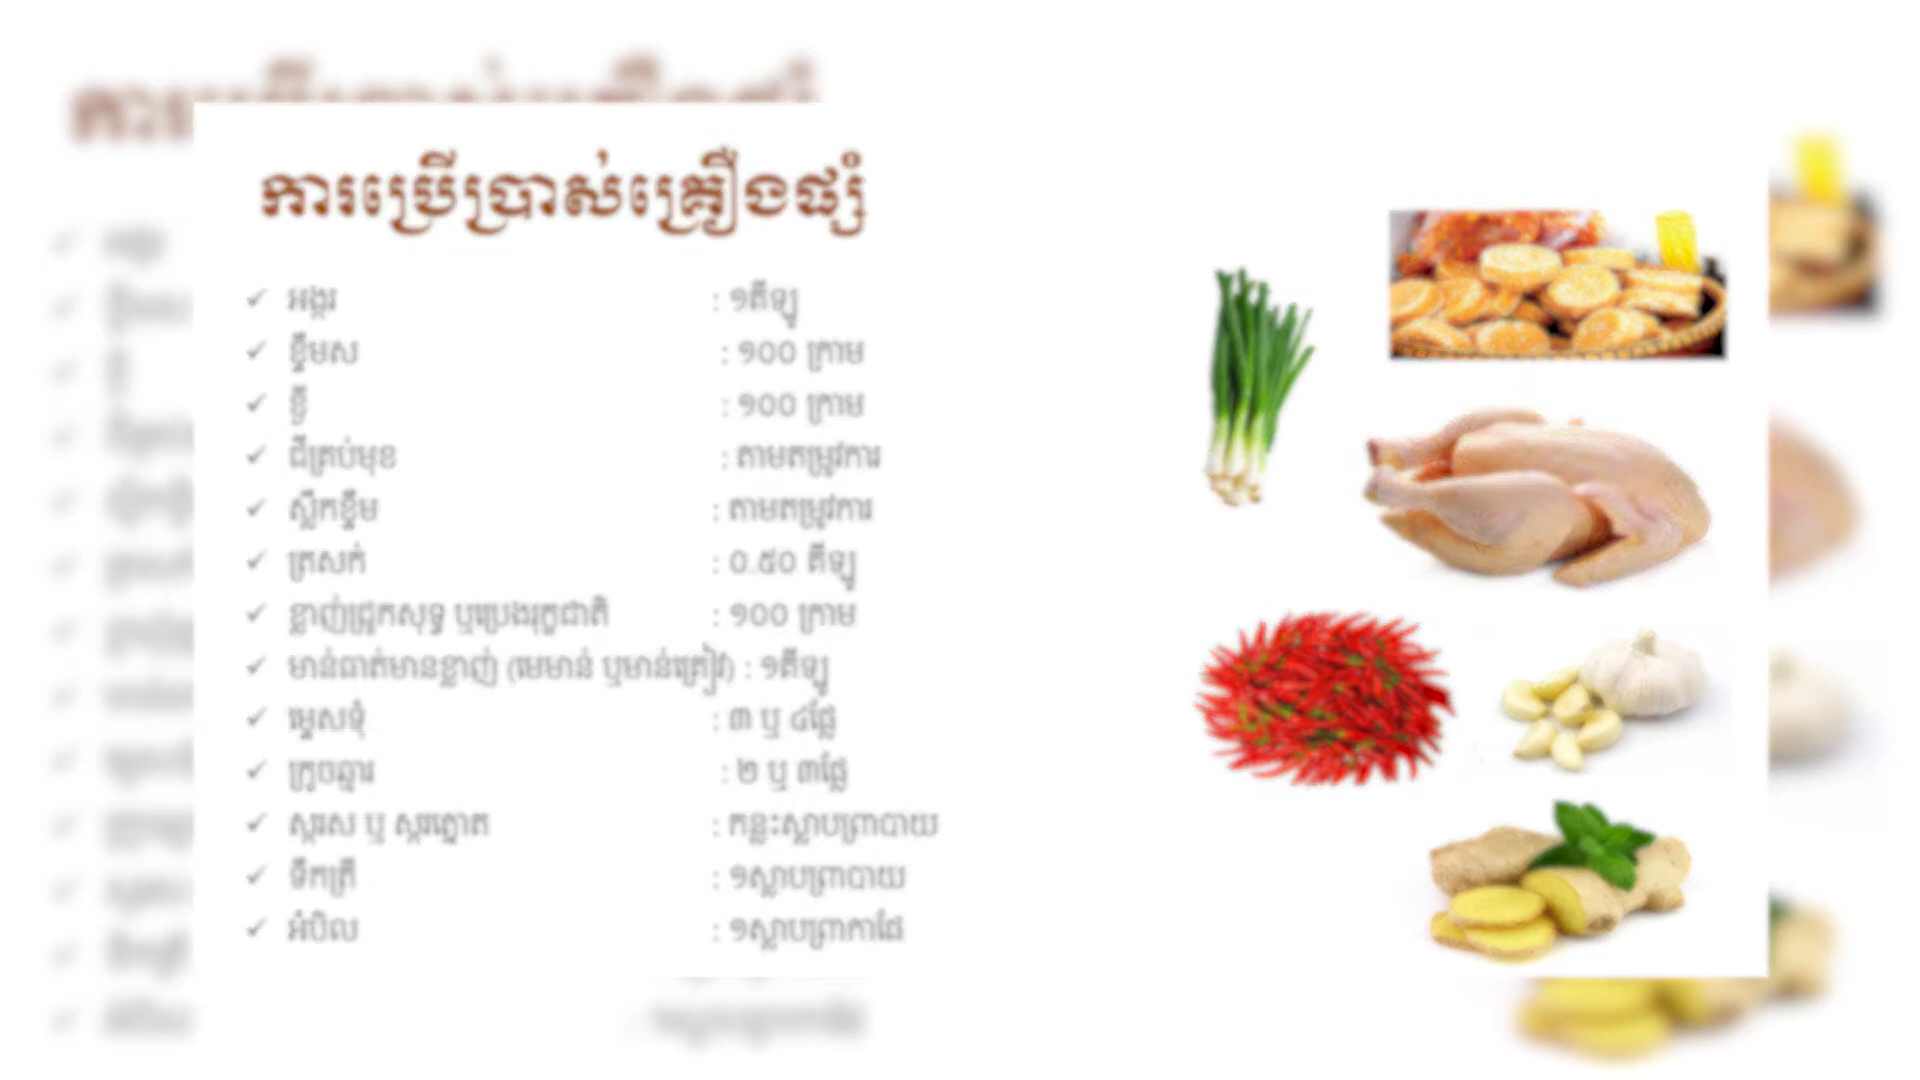 ការប្រើប្រាស់គ្រឿងផ្សំ
✓ អង្ករ : ១គីឡូ
✓ ខ្ទឹមស : ១០០ ក្រាម
✓ ខ្ញី : ១០០ ក្រាម
✓ ជីគ្រប់មុខ : តាមតម្រូវការ
✓ ស្លឹកខ្ទឹម : តាមតម្រូវការ
✓ ត្រសក់ : 0.៥០ គីឡូ
✓ ខ្លាញ់ជ្រូកសុទ្ធ ឬប្រេងរុក្ខជាតិ : ១០០ ក្រាម
✓ មាន់ធាត់មានខ្លាញ់ (មេមាន់ ឬមាន់គ្រៀវ) : ១គីឡូ
✓ ម្ទេសទុំ : ៣ ឬ ៤ផ្លែ
✓ ក្រូចឆ្មារ : ២ ឬ ៣ផ្លែ
✓ ស្ករស ឬ ស្ករត្នោត : កន្លះស្លាបព្រាបាយ
✓ ទឹកត្រី : ១ស្លាបព្រាបាយ
✓ អំបិល : ១ស្លាបព្រាកាផែ